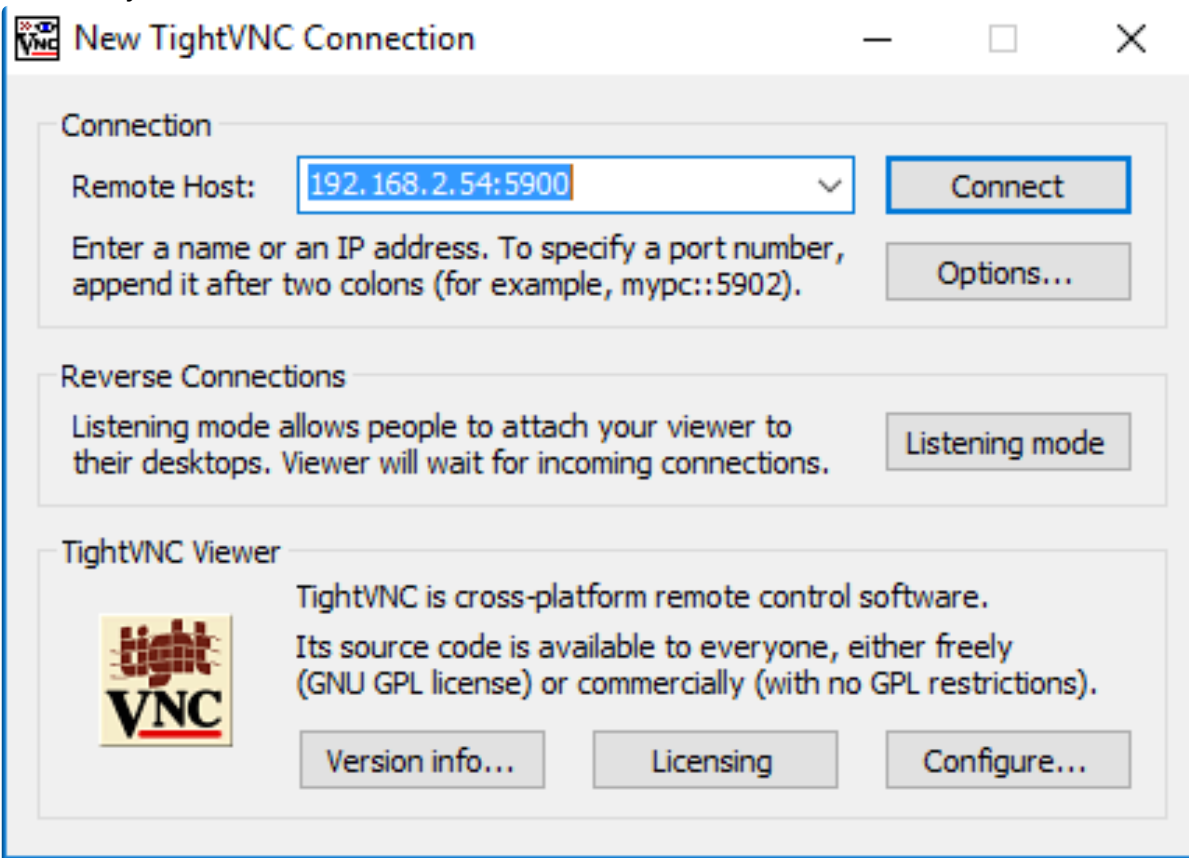 New TightVNC Connection
Connection
Remote Host: 192.168.2.54:5900 Connect
Enter a name or an IP address. To specify a port number,
append it after two colons (for example, mypc::5902).
Options...
Reverse Connections
Listening mode allows people to attach your viewer to
their desktops. Viewer will wait for incoming connections.
Listening mode
TightVNC Viewer
TightVNC is cross-platform remote control software.
Its source code is available to everyone, either freely
(GNU GPL license) or commercially (with no GPL restrictions).
tight
VNC
Version info... Licensing Configure...